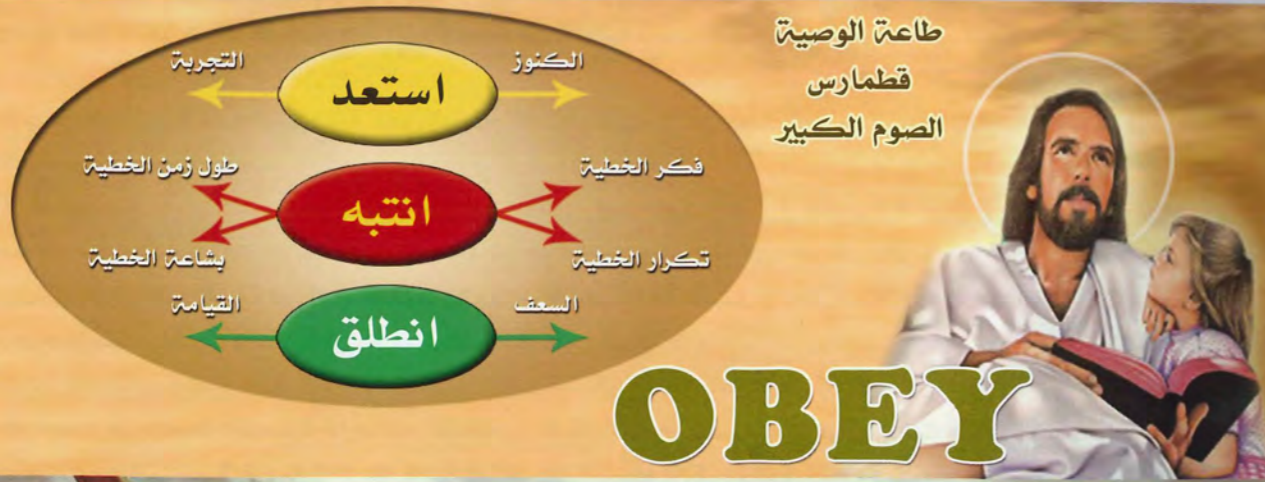 طاعة الوصية
قطمارس
الصوم الكبير
الكنوز
استعد
التجربة
فكر الخطية
طول زمن الخطية
انتبه
تكرار الخطية
بشاعة الخطية
السعف
انطلق
القيامة
OBEY